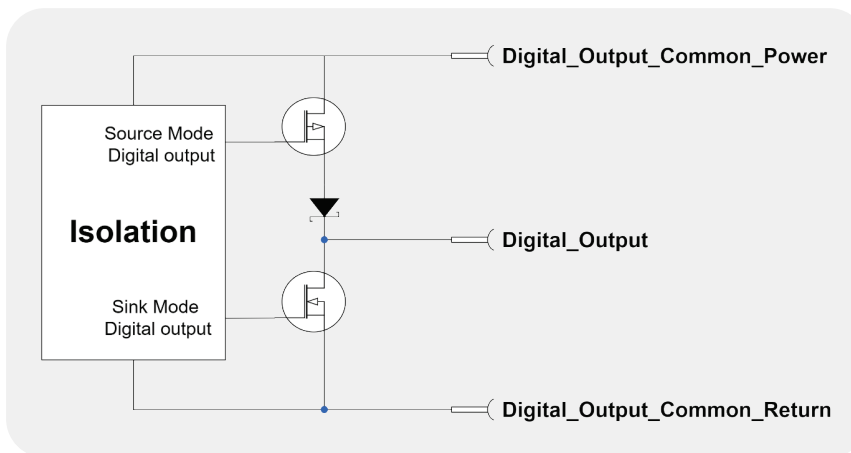 Digital_Output_Common_Power
Source Mode
Digital output
Isolation
Digital_Output
Sink Mode
Digital output
Digital_Output_Common_Return